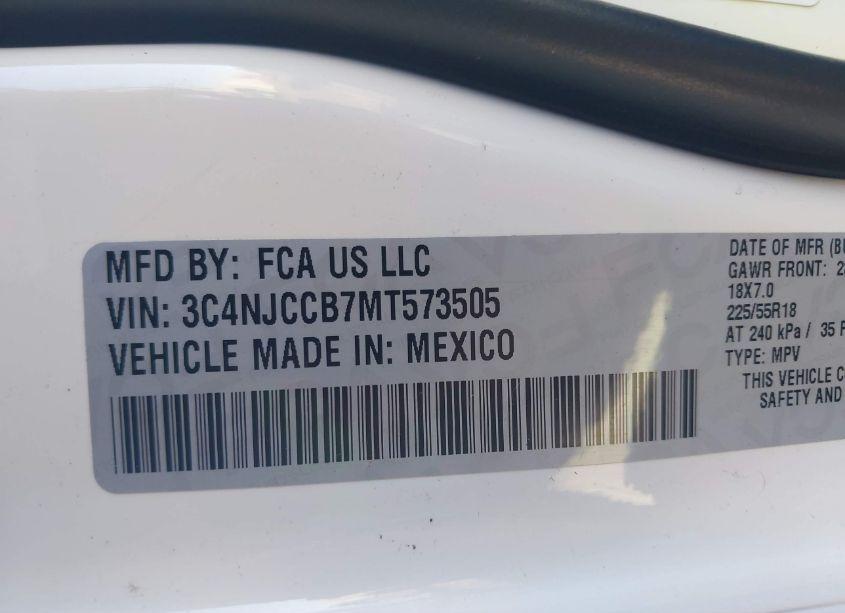 MFD BY: FCA US LLC
VIN: 3C4NJCCB7MT573505
VEHICLE MADE IN: MEXICO
DATE OF MFR
GAWR FRONT:
18X7.0
225/55R18
AT 240 kPa / 35
TYPE: MPV
THIS VEHICLE
SAFETY AND